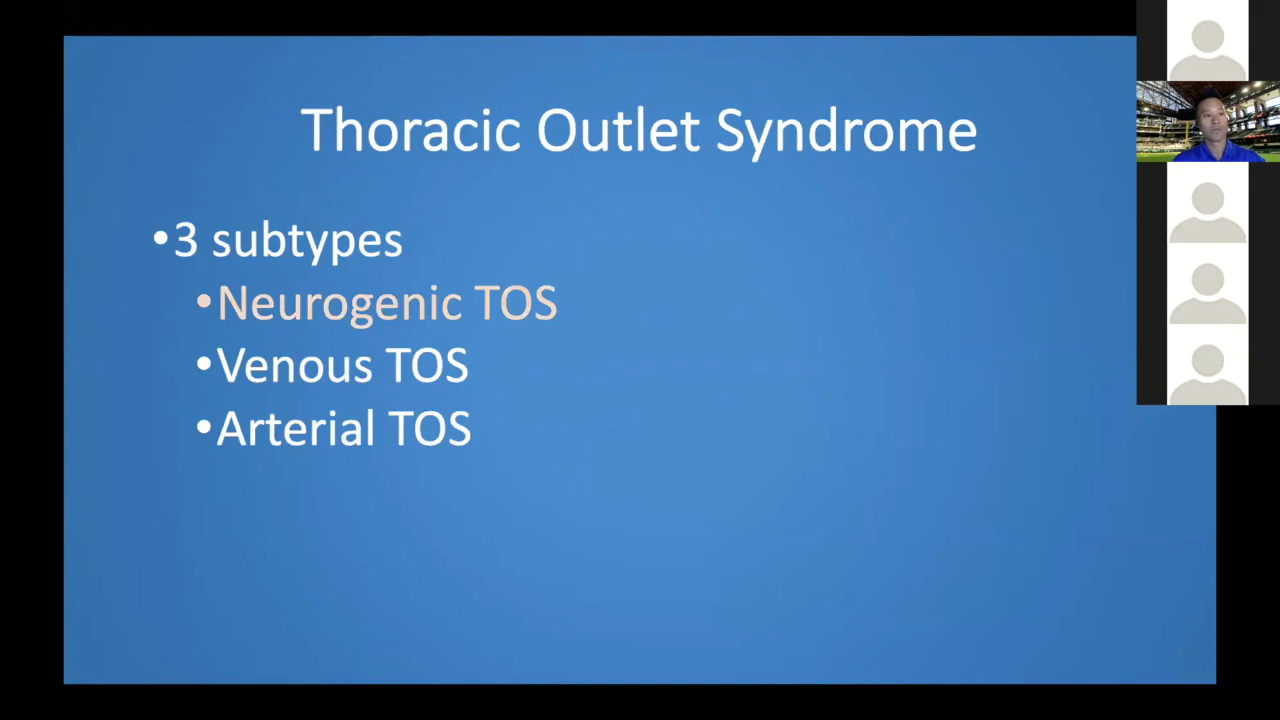 Thoracic Outlet Syndrome
•3 subtypes
•Neurogenic TOS
•Venous TOS
•Arterial TOS